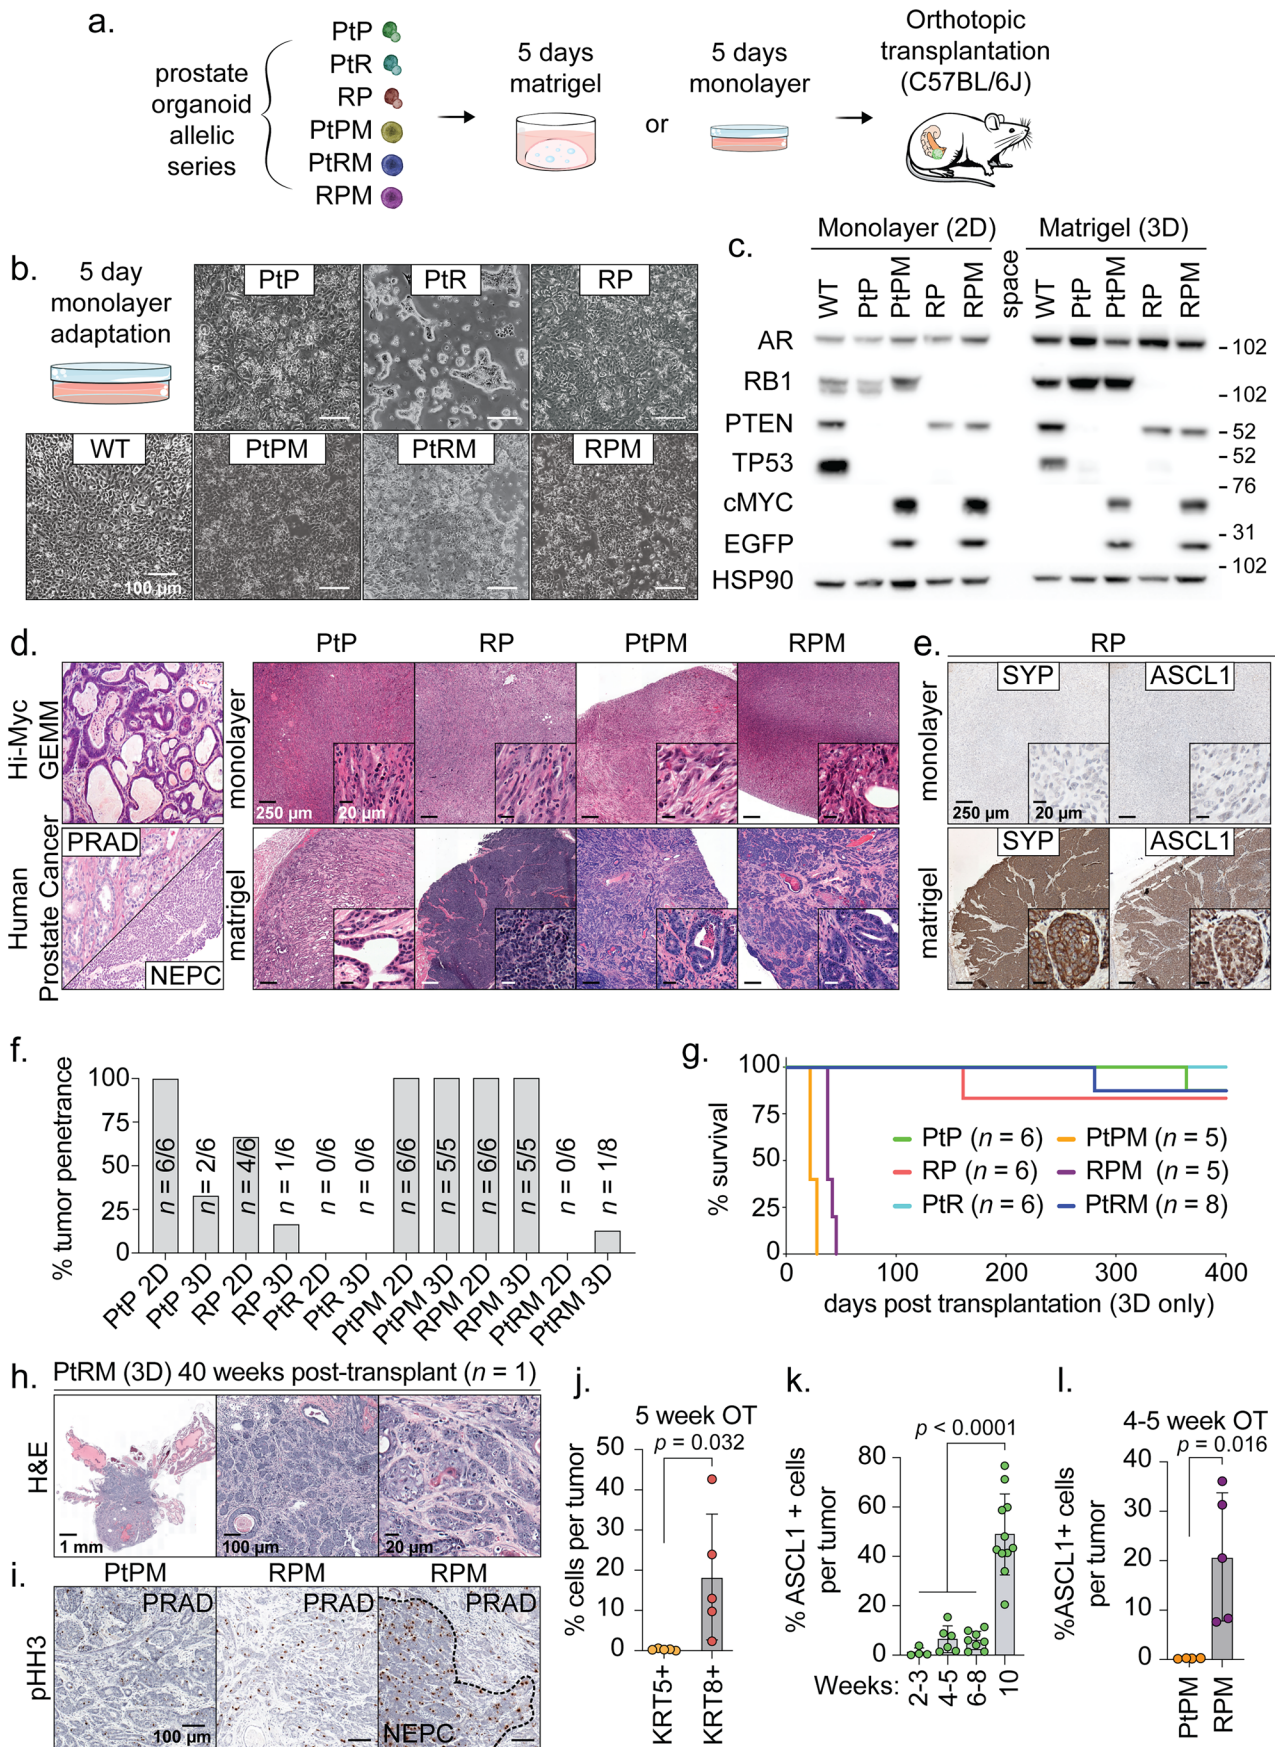 a.
prostate
organoid
allelic
series
PtP
PtR
RP
PtPM
PtRM
RPM
5 days
matrigel
or
5 days
monolayer
Orthotopic
transplantation
(C57BL/6J)
b.
5 day
monolayer
adaptation
PtP
PtR
RP
WT
PtPM
PtRM
RPM
100 µm
c.
Monolayer (2D)
Matrigel (3D)
WT
PtP
PtPM
RP
RPM
space
WT
PtP
PtPM
RP
RPM
AR
RB1
PTEN
TP53
cMYC
EGFP
HSP90
- 102
- 102
- 52
- 52
- 76
- 31
- 102
d.
PtP
RP
PtPM
RPM
Hi-Myc
GEMM
monolayer
250 µm
20 µm
Human
Prostate Cancer
PRAD
NEPC
matrigel
e.
RP
monolayer
SYP
ASCL1
250 µm
20 µm
matrigel
SYP
ASCL1
f.
% tumor penetrance
100
75
50
25
0
n = 6/6
n = 2/6
n = 4/6
n = 1/6
n = 0/6
n = 0/6
n = 6/6
n = 5/5
n = 6/6
n = 5/5
n = 0/6
n = 1/8
PtP 2D
PtP 3D
RP 2D
RP 3D
PtR 2D
PtR 3D
PtPM 2D
PtPM 3D
RPM 2D
RPM 3D
PtRM 2D
PtRM 3D
g.
% survival
100
75
50
25
0
PtP (n = 6)
RP (n = 6)
PtR (n = 6)
PtPM (n = 5)
RPM (n = 5)
PtRM (n = 8)
0
100
200
300
400
days post transplantation (3D only)
h.
PtRM (3D) 40 weeks post-transplant (n = 1)
H&E
1 mm
100 µm
20 µm
i.
PtPM
RPM
RPM
pHH3
PRAD
PRAD
PRAD
NEPC
100 µm
j.
5 week OT
p = 0.032
% cells per tumor
50
40
30
20
10
0
KRT5+
KRT8+
k.
p < 0.0001
% ASCL1 + cells
per tumor
80
60
40
20
0
Weeks:
2-3
4-5
6-8
10
l.
4-5 week OT
p = 0.016
%ASCL1+ cells
per tumor
40
30
20
10
0
PtPM
RPM